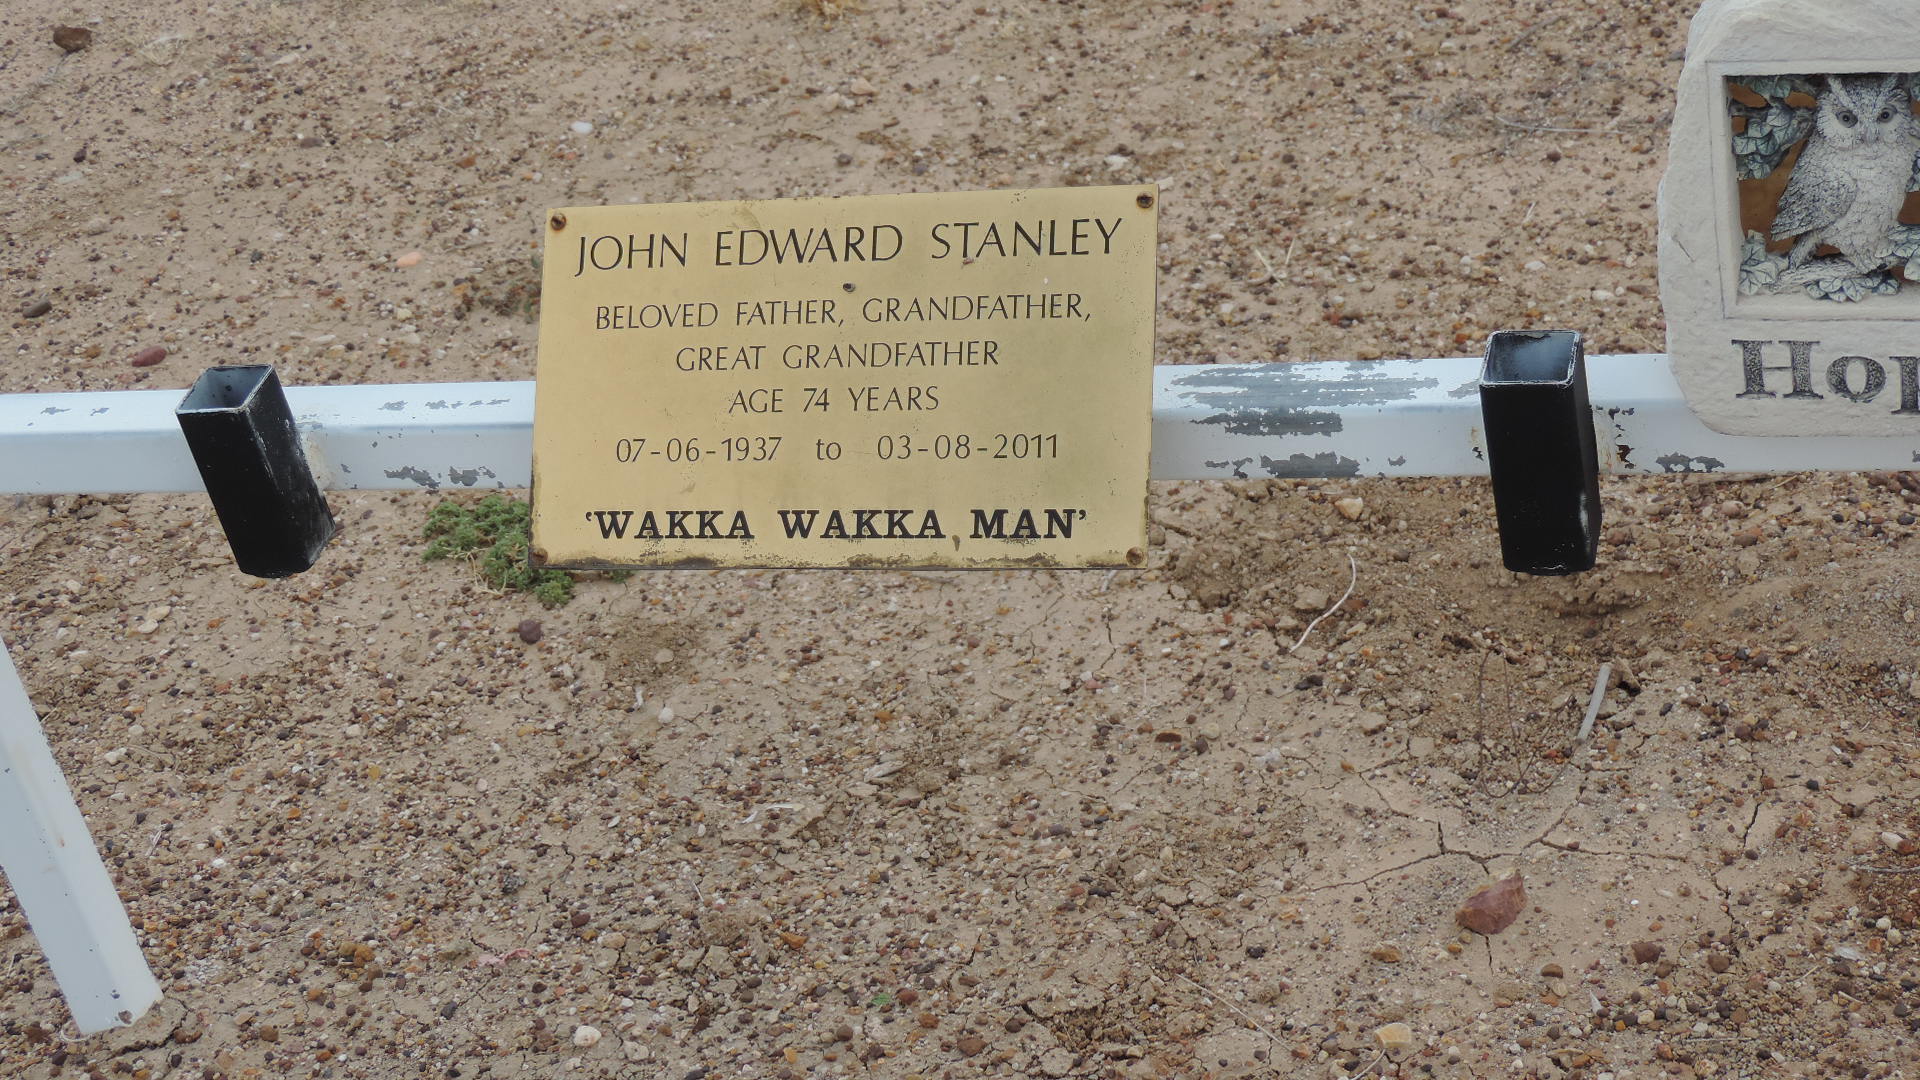 JOHN EDWARD STANLEY
BELOVED FATHER, GRANDFATHER,
GREAT GRANDFATHER
AGE 74 YEARS
07-06-1937 to 03-08-2011
‘WAKKA WAKKA MAN’